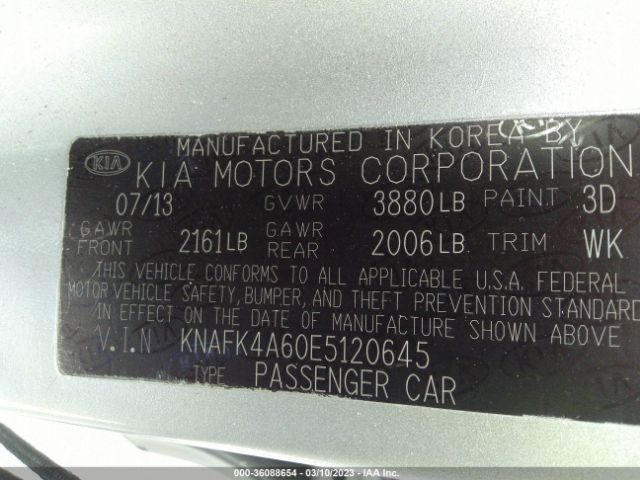 MANUFACTURED IN KOREA BY
KIA KIA MOTORS CORPORATION
07/13 GVWR 3880LB PAINT 3D
GAWR FRONT 2161LB GAWR REAR 2006LB TRIM WK
THIS VEHICLE CONFORMS TO ALL APPLICABLE U.S.A. FEDERAL
MOTOR VEHICLE SAFETY, BUMPER, AND THEFT PREVENTION STANDARD
IN EFFECT ON THE DATE OF MANUFACTURE SHOWN ABOVE
V.I.N KNAFK4A60E5120645
TYPE PASSENGER CAR
000-36088654 - 03/10/2023 - IAA Inc.